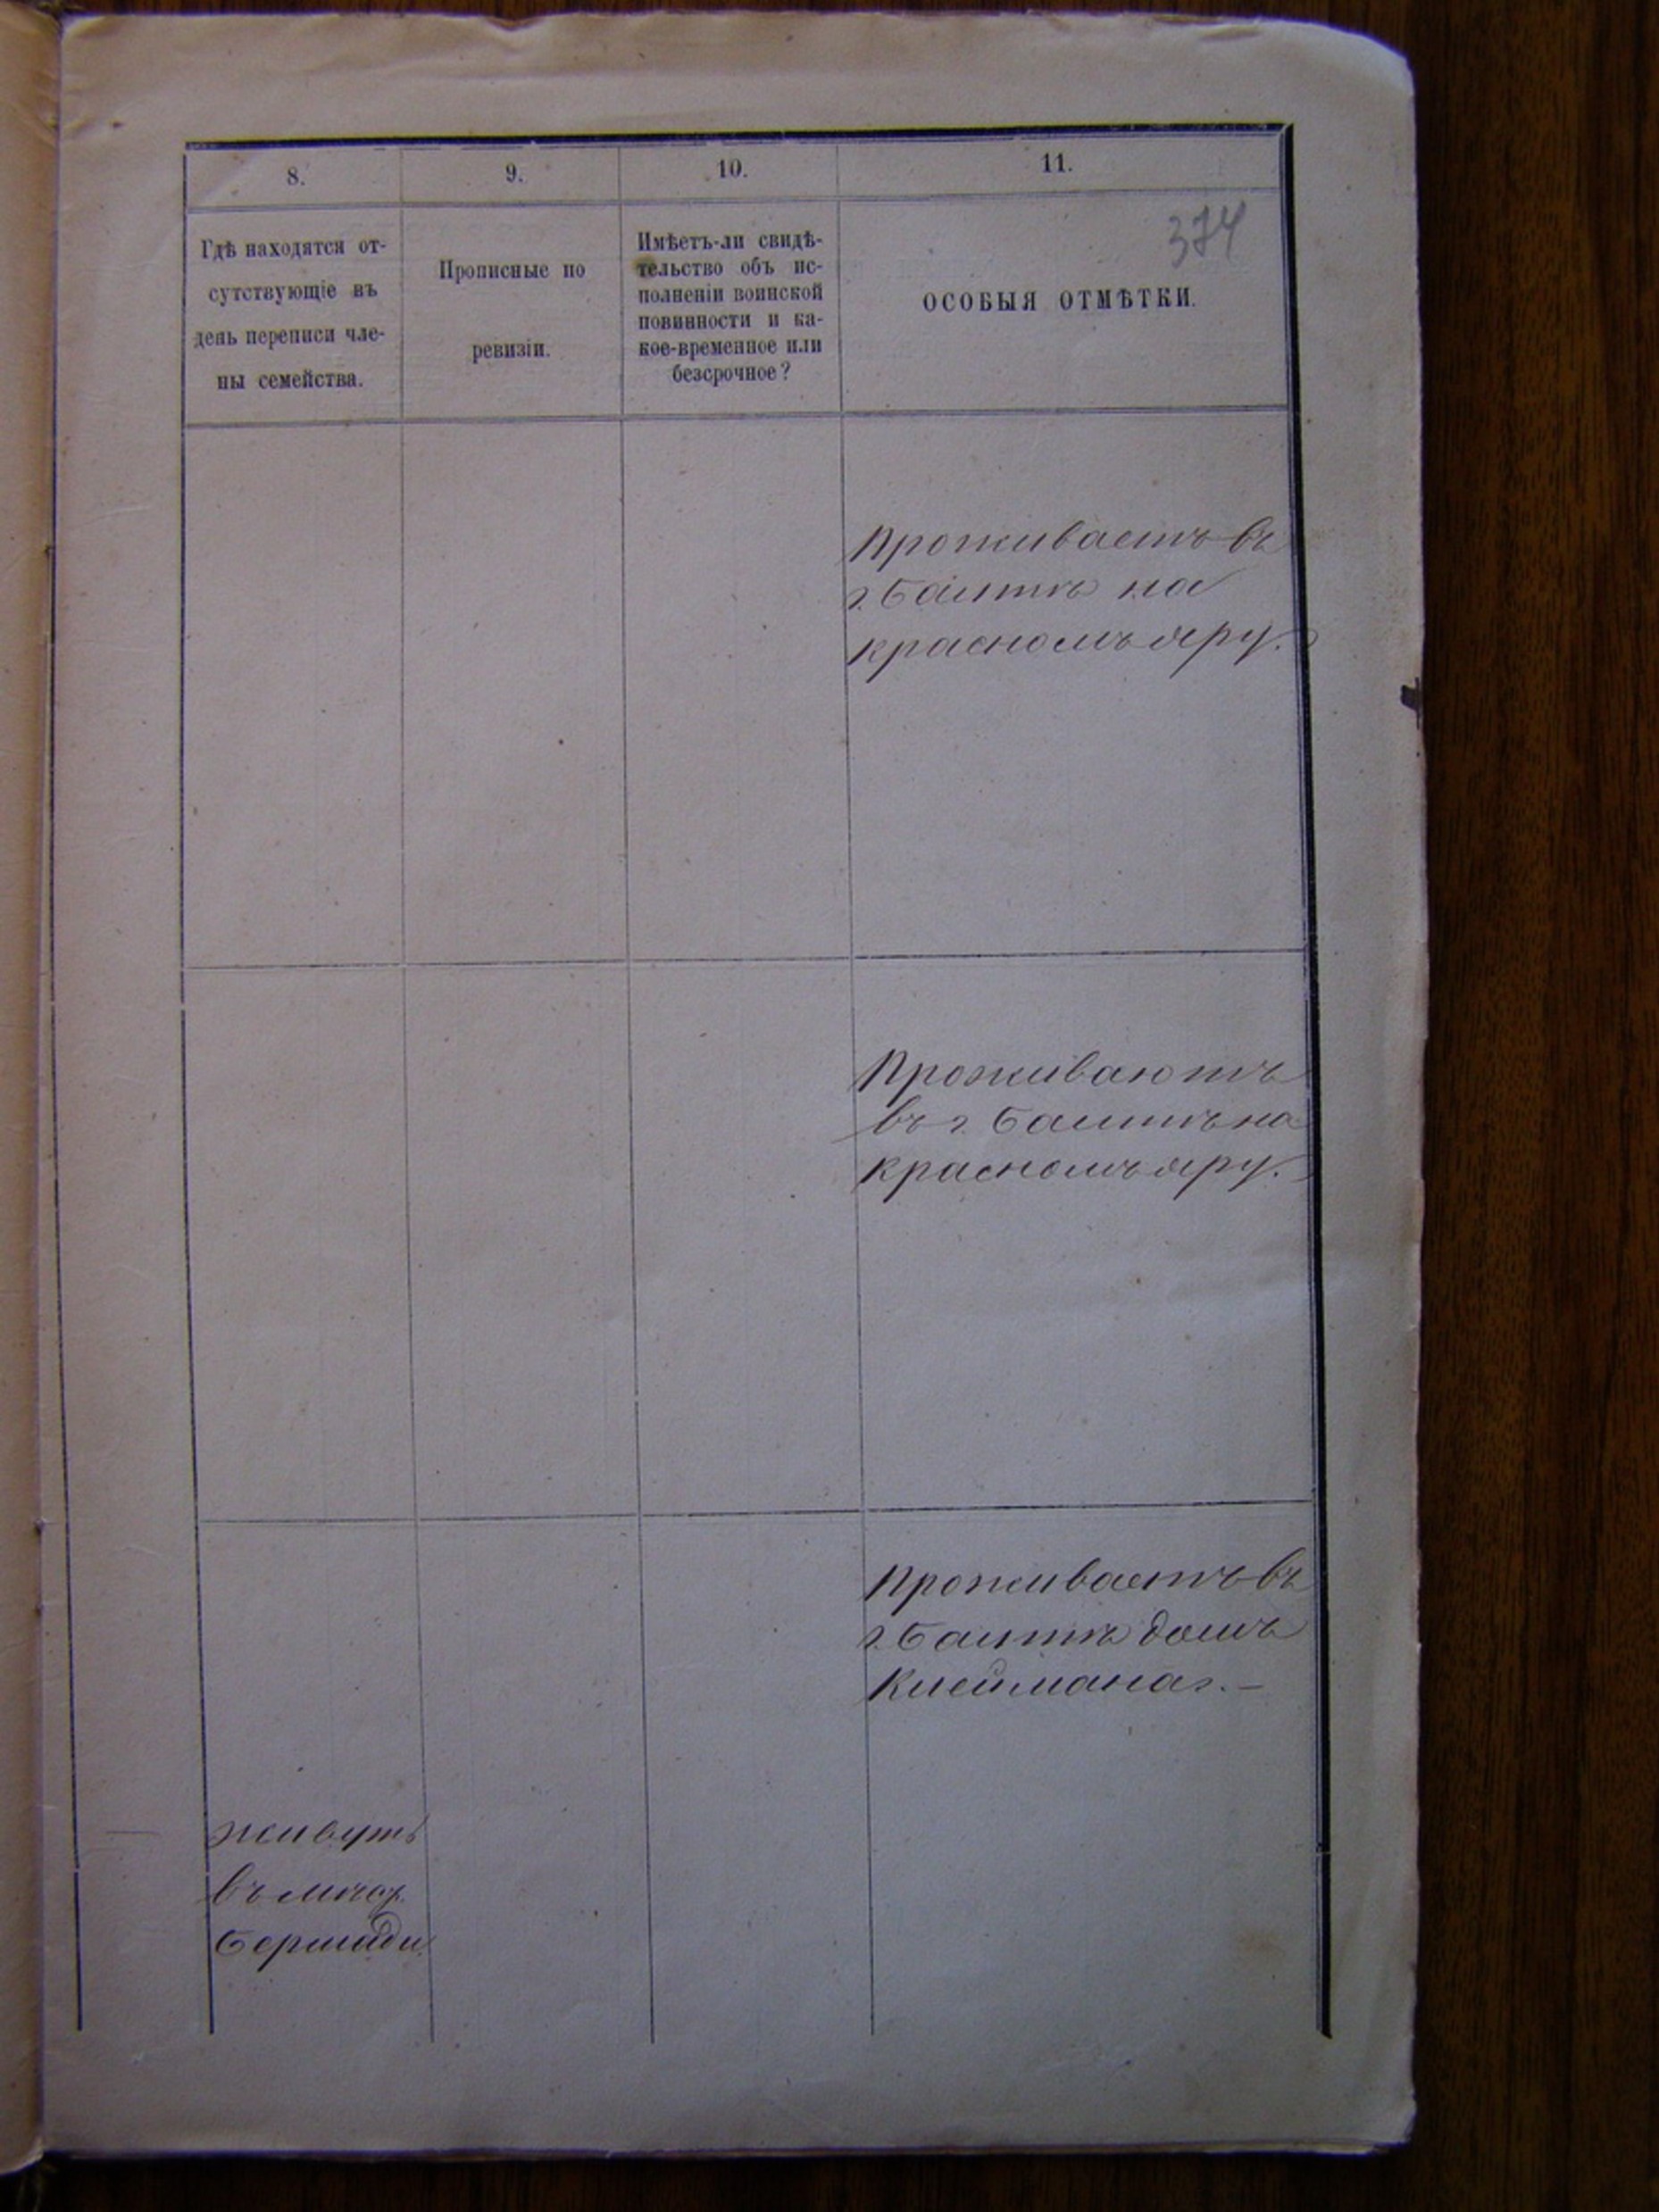 8.
9.
10.
11.
374
Гдѣ находятся от-
сутствующіе въ
день переписи чле-
ны семейства.
Прописные по
ревизіи.
Имѣетъ-ли свидѣ-
тельство объ ис-
полненіи воинской
повинности и ка-
кое-временное или
безсрочное?
ОСОБЫЯ ОТМѢТКИ.
Проживаетъ въ
г. Балтѣ на
красномъ яру.
Проживаютъ
въ г. Балтѣ на
красномъ яру.
Проживаетъ въ
г. Балтѣ домъ
Клеймана.
живутъ
въ
Бершади.